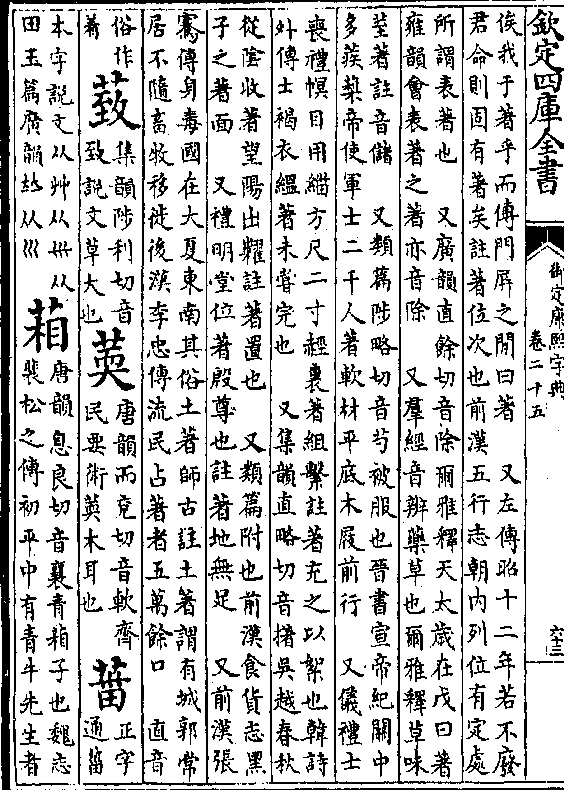 欽定四庫全書
御定康熙字典
卷二十五
六十三
俟我于著乎而傳門屏之閒曰著　又左傳昭十二年若不廢
君命則固有著矣註著位次也前漢五行志朝內列位有定處
所謂表著也　又廣韻直餘切音除爾雅釋天太歲在戊曰著
雍韻會表著之著亦音除　又羣經音辨藥草也爾雅釋草味
荎著註音儲　又類篇陟略切音芍被服也晉書宣帝紀關中
多蒺藜帝使軍士二千人著軟材平底木屐前行　又儀禮士
喪禮幎目用緇方尺二寸經裏著組繫註著充之以絮也韓詩
外傳士褐衣縕著未嘗完也　又集韻直略切音擆吳越春秋
從陰收著望陽出糶註著置也　又類篇附也前漢食貨志黑
子之著面　又禮明堂位著殷尊也註著地無足　又前漢張
騫傳身毒國在大夏東南其俗土著師古註土著謂有城郭常
居不隨畜牧移徙後漢李忠傳流民占著者五萬餘口　直音
俗作
着
䓌
集韻陟利切音
致說文草大也
萸
唐韻而兗切音軟齊
民要術萸木耳也
葘
正字
通菑
本字說文从艸从𠀎从
田玉篇廣韻𠀤从巛
葙
唐韻息良切音襄青葙子也魏志
裴松之傳初平中有青牛先生者